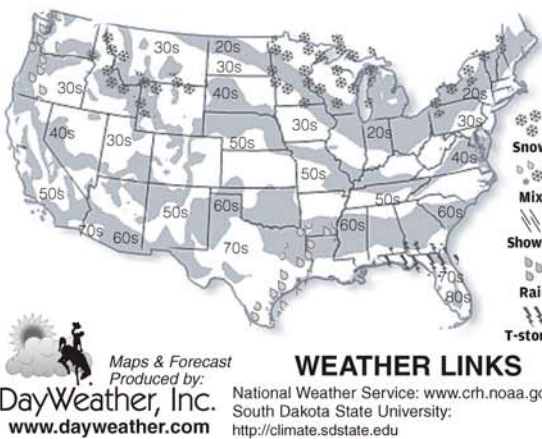 30s 20s
30s
30s 40s 20s
30s
40s 30s 30s 20s
50s 40s
50s
50s 50s 50s
70s 60s 60s 60s 60s
70s
70s
80s
Snow
Mix
Show
Rai
T-stor
Maps & Forecast
Produced by:
DayWeather, Inc.
www.dayweather.com
WEATHER LINKS
National Weather Service: www.crh.noaa.go
South Dakota State University:
http://climate.sdstate.edu